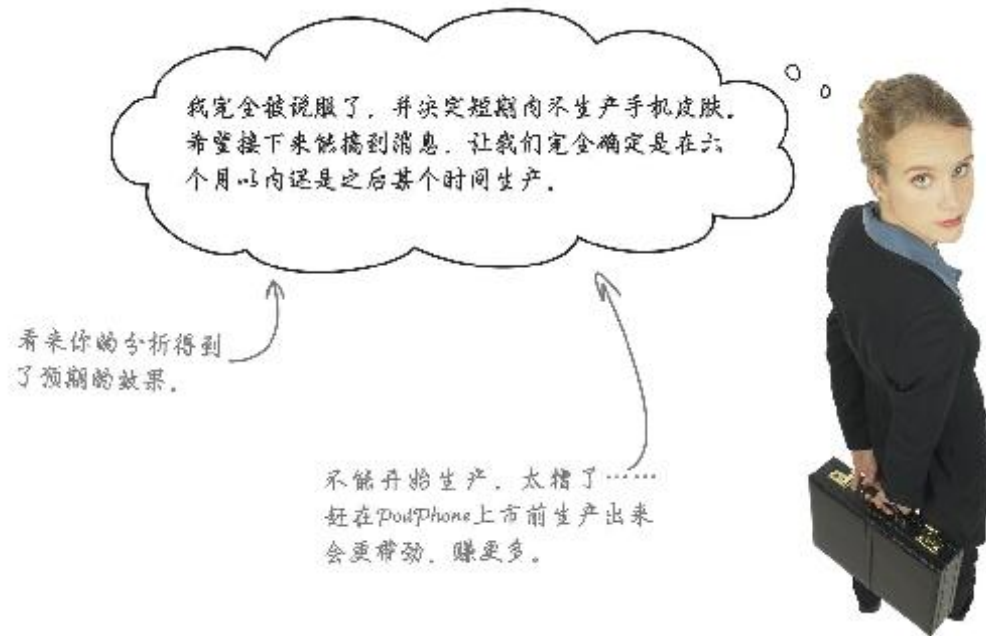 我完全被说服了，并决定短期内不生产手机皮肤。
希望接下来能搞到消息，让我们完全确定是在六
个月以内还是之后某个时间生产。
看来你的分析得到
了预期的效果。
不能开始生产，太糟了……
赶在PodPhone上市前生产出来
会更带劲、赚更多。